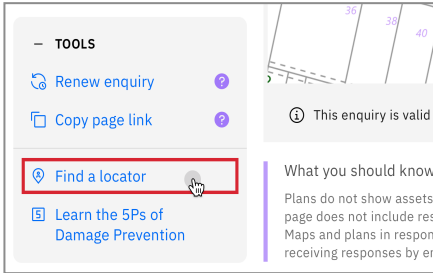 TOOLS
Renew enquiry ?
Copy page link ?
Find a locator
5 Learn the 5Ps of
Damage Prevention
36
38
40
This enquiry is valid
What you should know
Plans do not show assets
page does not include res
Maps and plans in respon
receiving responses by e